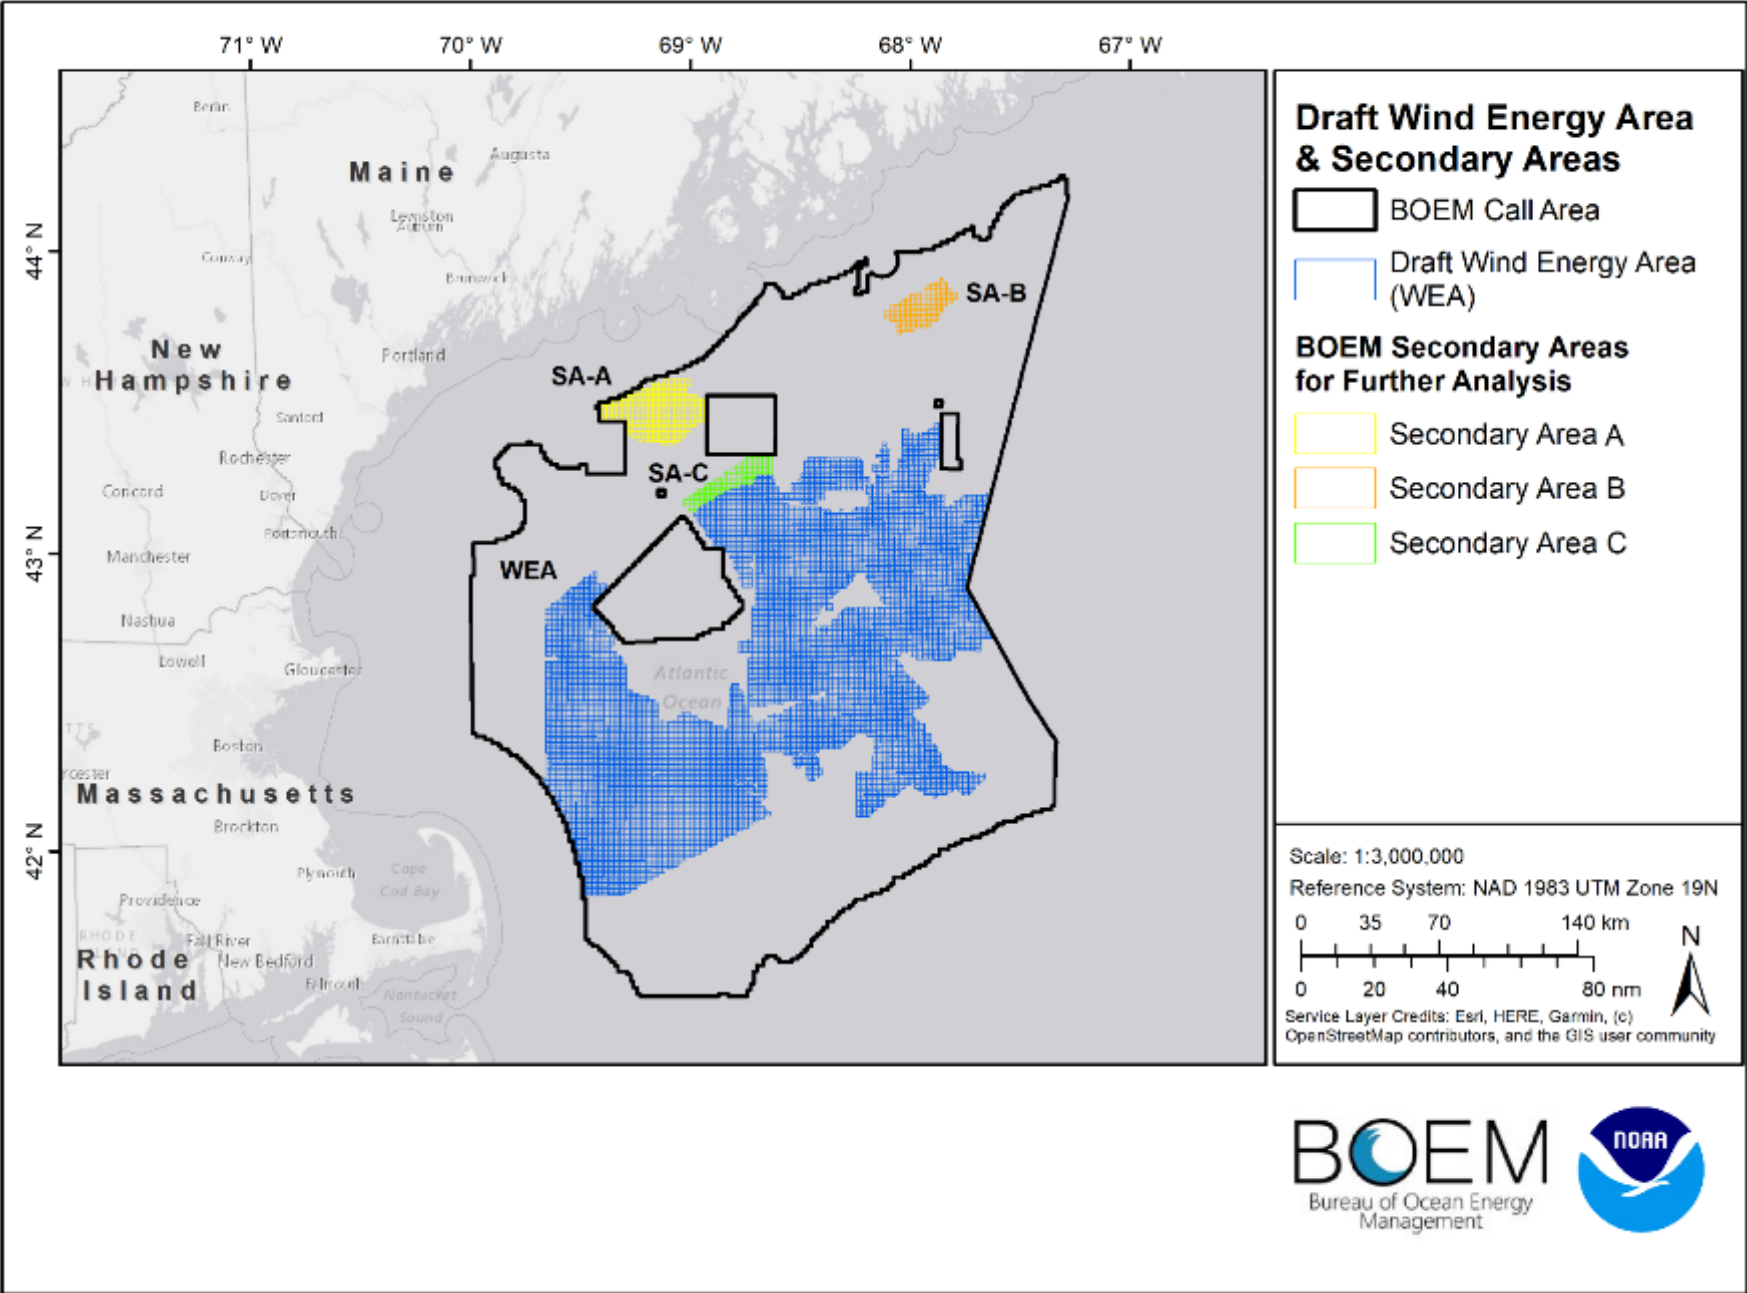 71° W
70° W
69° W
68° W
67° W
44° N
43° N
42° N
Berlin
Augusta
Maine
Lewiston
Auburn
Conway
Brunswick
SA-B
New
Hampshire
Portland
SA-A
Sanford
Rochester
SA-C
Concord
Dover
Portsmouth
Manchester
WEA
Nashua
Lowell
Gloucester
Atlantic
Ocean
Boston
Massachusetts
Brockton
Plymouth
Cape
Cod Bay
Providence
RHODE
Fall River
Barnstable
Rhode
Island
New Bedford
Falmouth
Nantucket
Sound
Draft Wind Energy Area
& Secondary Areas
BOEM Call Area
Draft Wind Energy Area
(WEA)
BOEM Secondary Areas
for Further Analysis
Secondary Area A
Secondary Area B
Secondary Area C
Scale: 1:3,000,000
Reference System: NAD 1983 UTM Zone 19N
0 35 70 140 km
N
0 20 40 80 nm
Service Layer Credits: Esri, HERE, Garmin, (c)
OpenStreetMap contributors, and the GIS user community
BOEM
Bureau of Ocean Energy
Management
NOAA